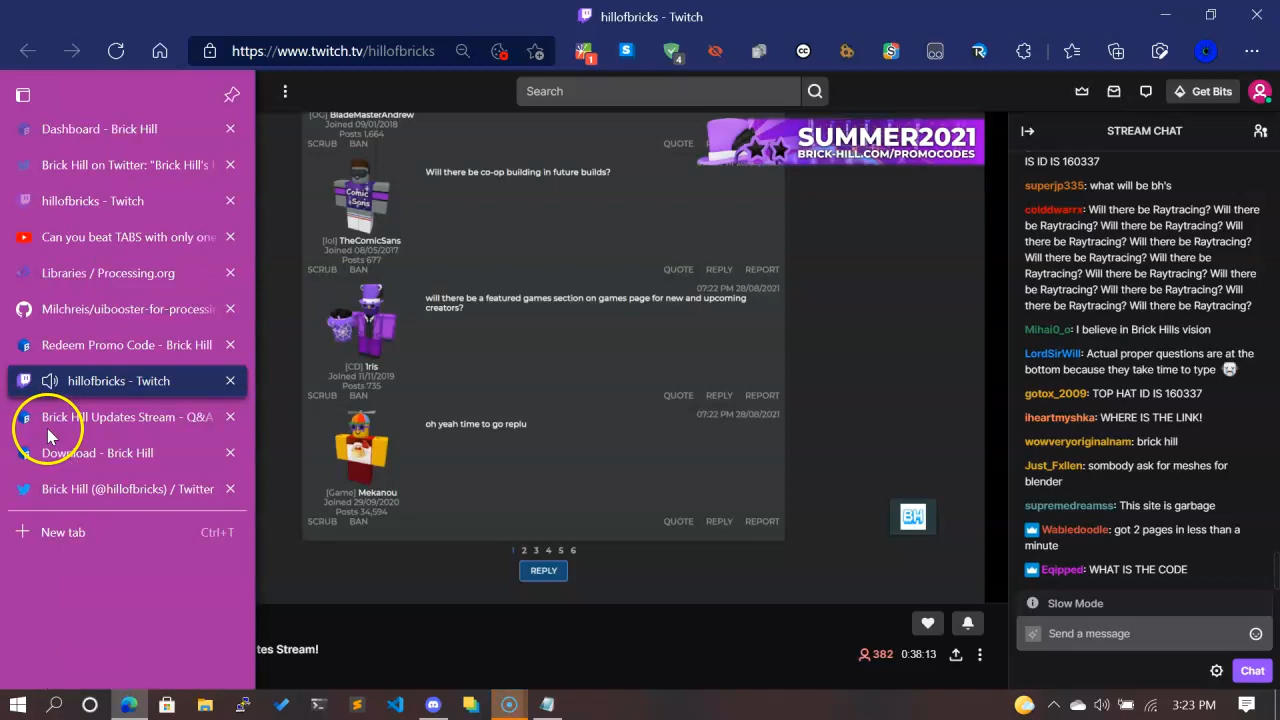 hillofbricks - Twitch
https://www.twitch.tv/hillofbricks
1
4
Search
Get Bits
Dashboard - Brick Hill
Brick Hill on Twitter: "Brick Hill's
hillofbricks - Twitch
Can you beat TABS with only one
Libraries / Processing.org
Milchreis/uibooster-for-processin
Redeem Promo Code - Brick Hill
hillofbricks - Twitch
Brick Hill Updates Stream - Q&A
Download - Brick Hill
Brick Hill (@hillofbricks) / Twitter
New tab Ctrl+T
[OG] BladeMasterAndrew
Joined 09/01/2018
Posts 1,664
SCRUB BAN QUOTE
SUMMER2021
BRICK-HILL.COM/PROMOCODES
Will there be co-op building in future builds?
Comic
Sans
[lol] TheComicSans
Joined 08/05/2017
Posts 677
SCRUB BAN QUOTE REPLY REPORT
07:22 PM 28/08/2021
will there be a featured games section on games page for new and upcoming
creators?
[CD] 1ris
Joined 11/11/2019
Posts 735
SCRUB BAN QUOTE REPLY REPORT
07:22 PM 28/08/2021
oh yeah time to go replu
[Game] Mekanou
Joined 29/09/2020
Posts 34,594
SCRUB BAN QUOTE REPLY REPORT
BH
1 2 3 4 5 6
REPLY
tes Stream!
382 0:38:13
STREAM CHAT
IS ID IS 160337
superjp335: what will be bh's
colddwarrx: Will there be Raytracing? Will there
be Raytracing? Will there be Raytracing? Will
there be Raytracing? Will there be Raytracing?
Will there be Raytracing? Will there be
Raytracing? Will there be Raytracing? Will
there be Raytracing? Will there be Raytracing?
Mihai0_o: I believe in Brick Hills vision
LordSirWill: Actual proper questions are at the
bottom because they take time to type
gotox_2009: TOP HAT ID IS 160337
iheartmyshka: WHERE IS THE LINK!
wowveryoriginalnam: brick hill
Just_Fxllen: sombody ask for meshes for
blender
supremedreamss: This site is garbage
Wabledoodle: got 2 pages in less than a
minute
Eqipped: WHAT IS THE CODE
Slow Mode
Send a message
Chat
3:23 PM